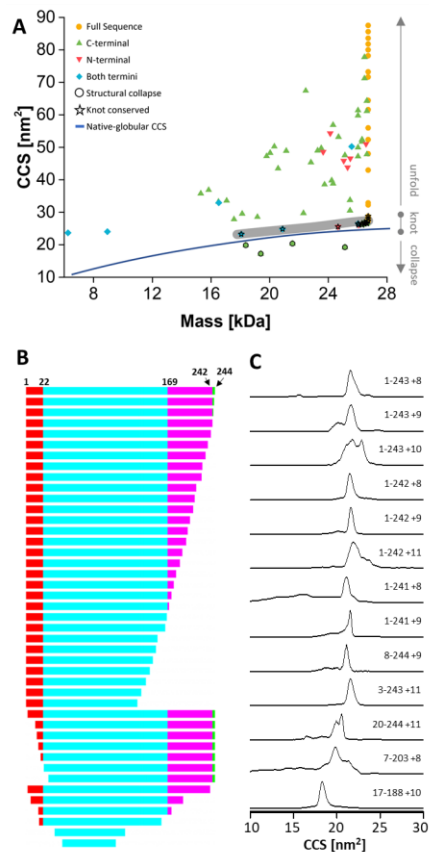 A
CCS [nm²]
90
80
70
60
50
40
30
20
10
Full Sequence
C-terminal
N-terminal
Both termini
Structural collapse
Knot conserved
Native-globular CCS
unfold
knot
collapse
8
12
16
20
24
28
Mass [kDa]
B
1
22
169
242
244
C
1-243 +8
1-243 +9
1-243 +10
1-242 +8
1-242 +9
1-242 +11
1-241 +8
1-241 +9
8-244 +9
3-243 +11
20-244 +11
7-203 +8
17-188 +10
10
15
20
25
30
CCS [nm²]